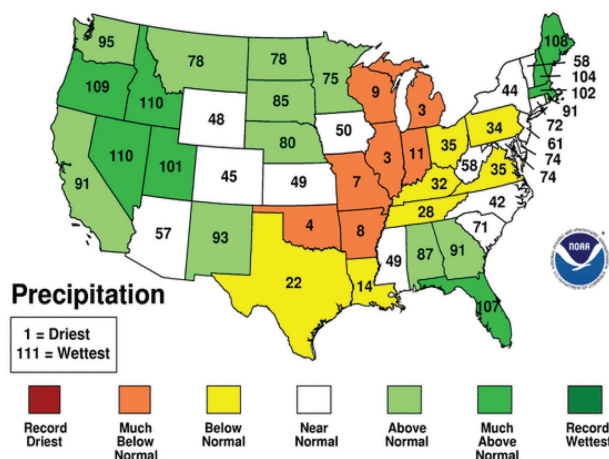 108
95
78
78
75
58
104
102
109
110
48
85
9
3
44
91
72
80
50
35
34
61
110
101
45
49
7
3
11
58
35
74
74
91
32
42
57
93
4
8
28
71
49
87
91
22
14
107
NOAA
Precipitation
1 = Driest
111 = Wettest
Record
Driest
Much
Below
Normal
Below
Normal
Near
Normal
Above
Normal
Much
Above
Normal
Record
Wettest